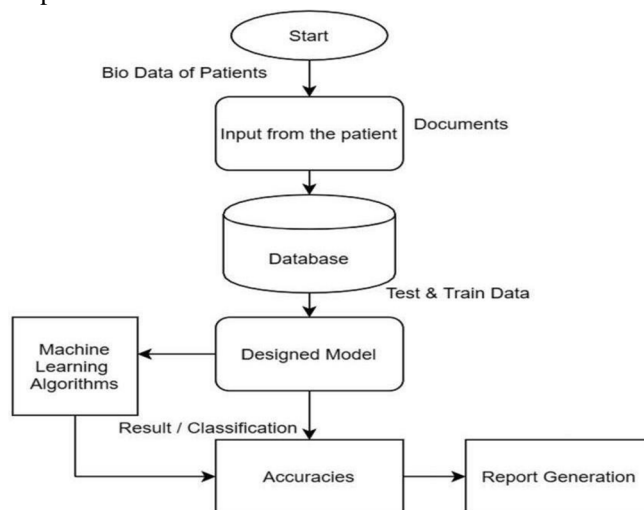 Start
Bio Data of Patients
Input from the patient
Documents
Database
Test & Train Data
Machine
Learning
Algorithms
Designed Model
Result / Classification
Accuracies
Report Generation